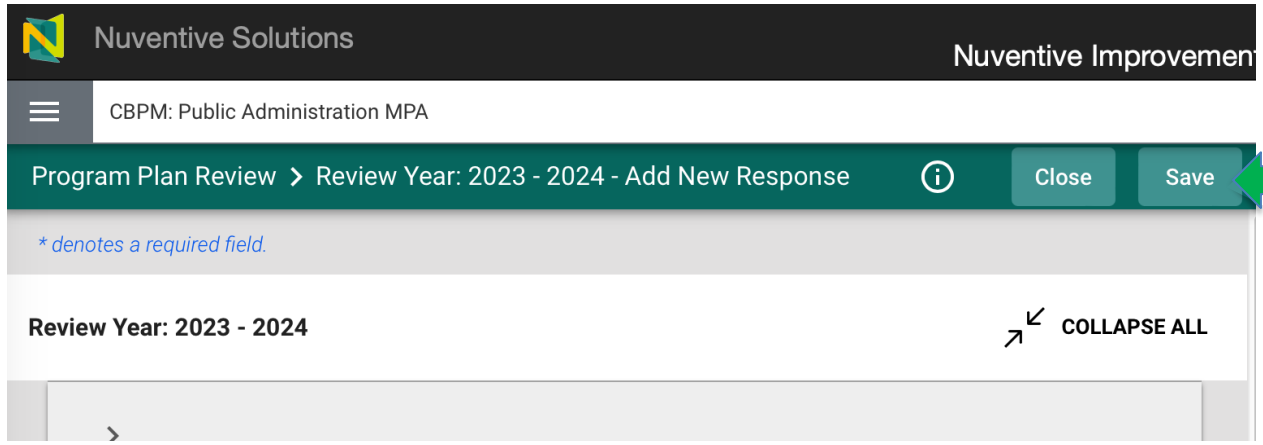 Nuventive Solutions
Nuventive Improvemen
CBPM: Public Administration MPA
Program Plan Review > Review Year: 2023 - 2024 - Add New Response
Close
Save
* denotes a required field.
Review Year: 2023 - 2024
COLLAPSE ALL